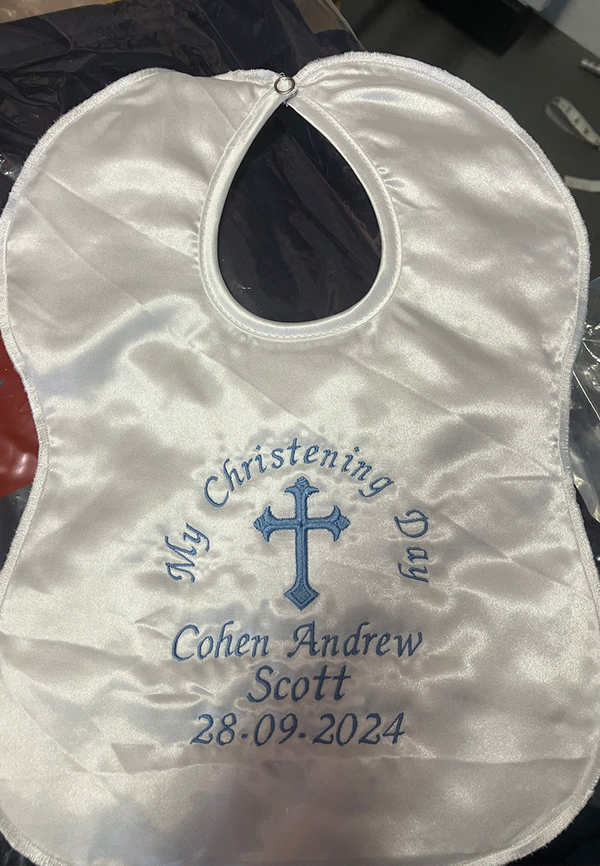 My Christening Day
Cohen Andrew
Scott
28-09-2024